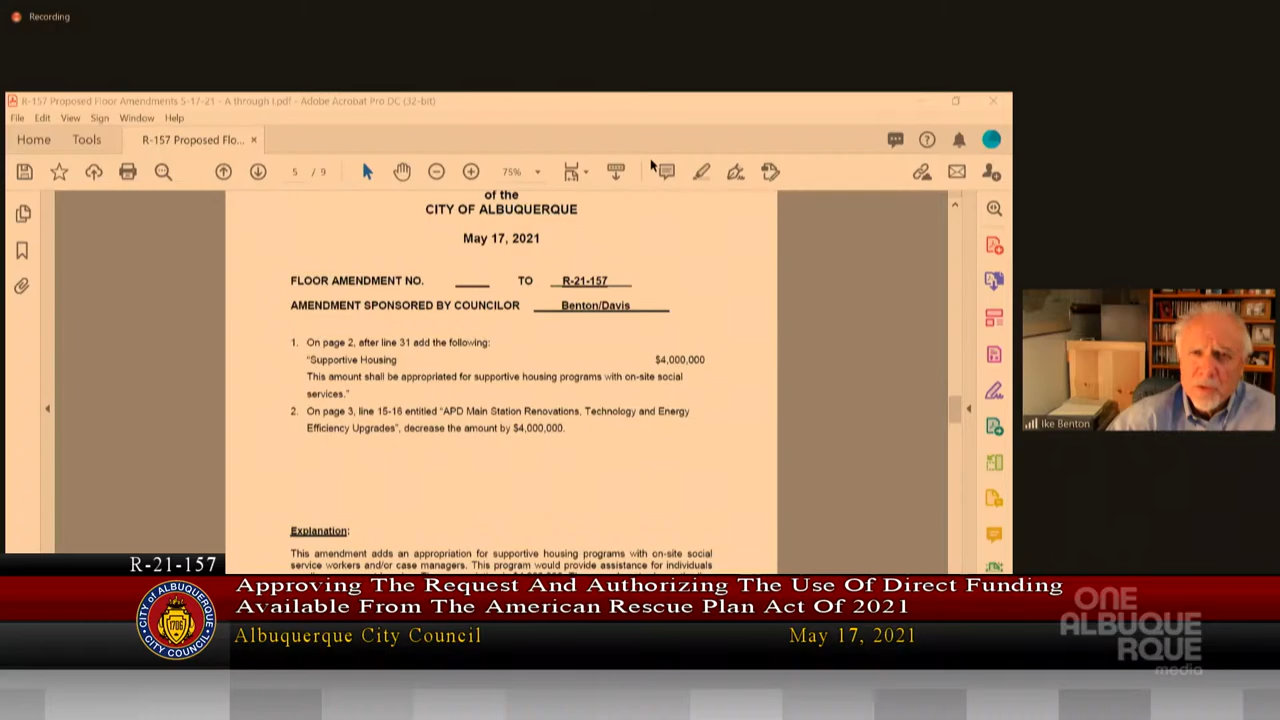 Recording
R-157 Proposed Floor Amendments 5-17-21 - A through I.pdf - Adobe Acrobat Pro DC (32-bit)
File Edit View Sign Window Help
Home Tools R-157 Proposed Flo... ×
5 / 9 75%
of the
CITY OF ALBUQUERQUE
May 17, 2021
FLOOR AMENDMENT NO. ____ TO R-21-157
AMENDMENT SPONSORED BY COUNCILOR Benton/Davis
1. On page 2, after line 31 add the following:
"Supportive Housing $4,000,000
This amount shall be appropriated for supportive housing programs with on-site social
services."
2. On page 3, line 15-16 entitled "APD Main Station Renovations, Technology and Energy
Efficiency Upgrades", decrease the amount by $4,000,000.
Explanation:
This amendment adds an appropriation for supportive housing programs with on-site social
service workers and/or case managers. This program would provide assistance for individuals
Ike Benton
R-21-157
Approving The Request And Authorizing The Use Of Direct Funding
Available From The American Rescue Plan Act Of 2021
Albuquerque City Council May 17, 2021
CITY OF ALBUQUERQUE
1706
CITY COUNCIL
ONE
ALBUQUE
RQUE
media